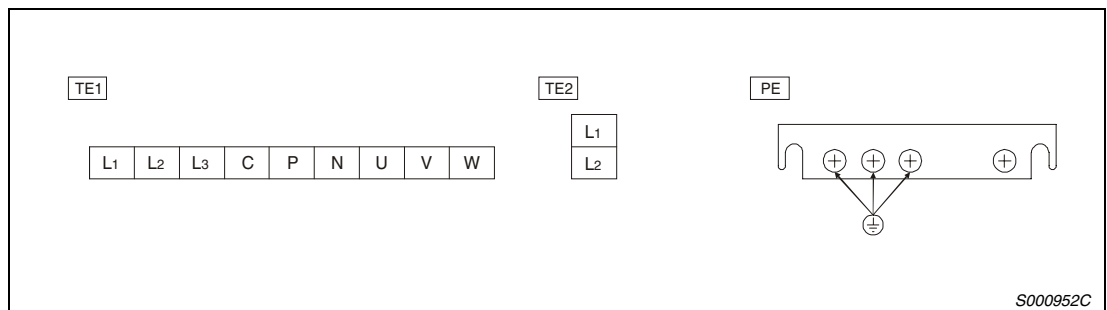 TE1
TE2
PE
L1 L2 L3 C P N U V W
L1
L2
S000952C